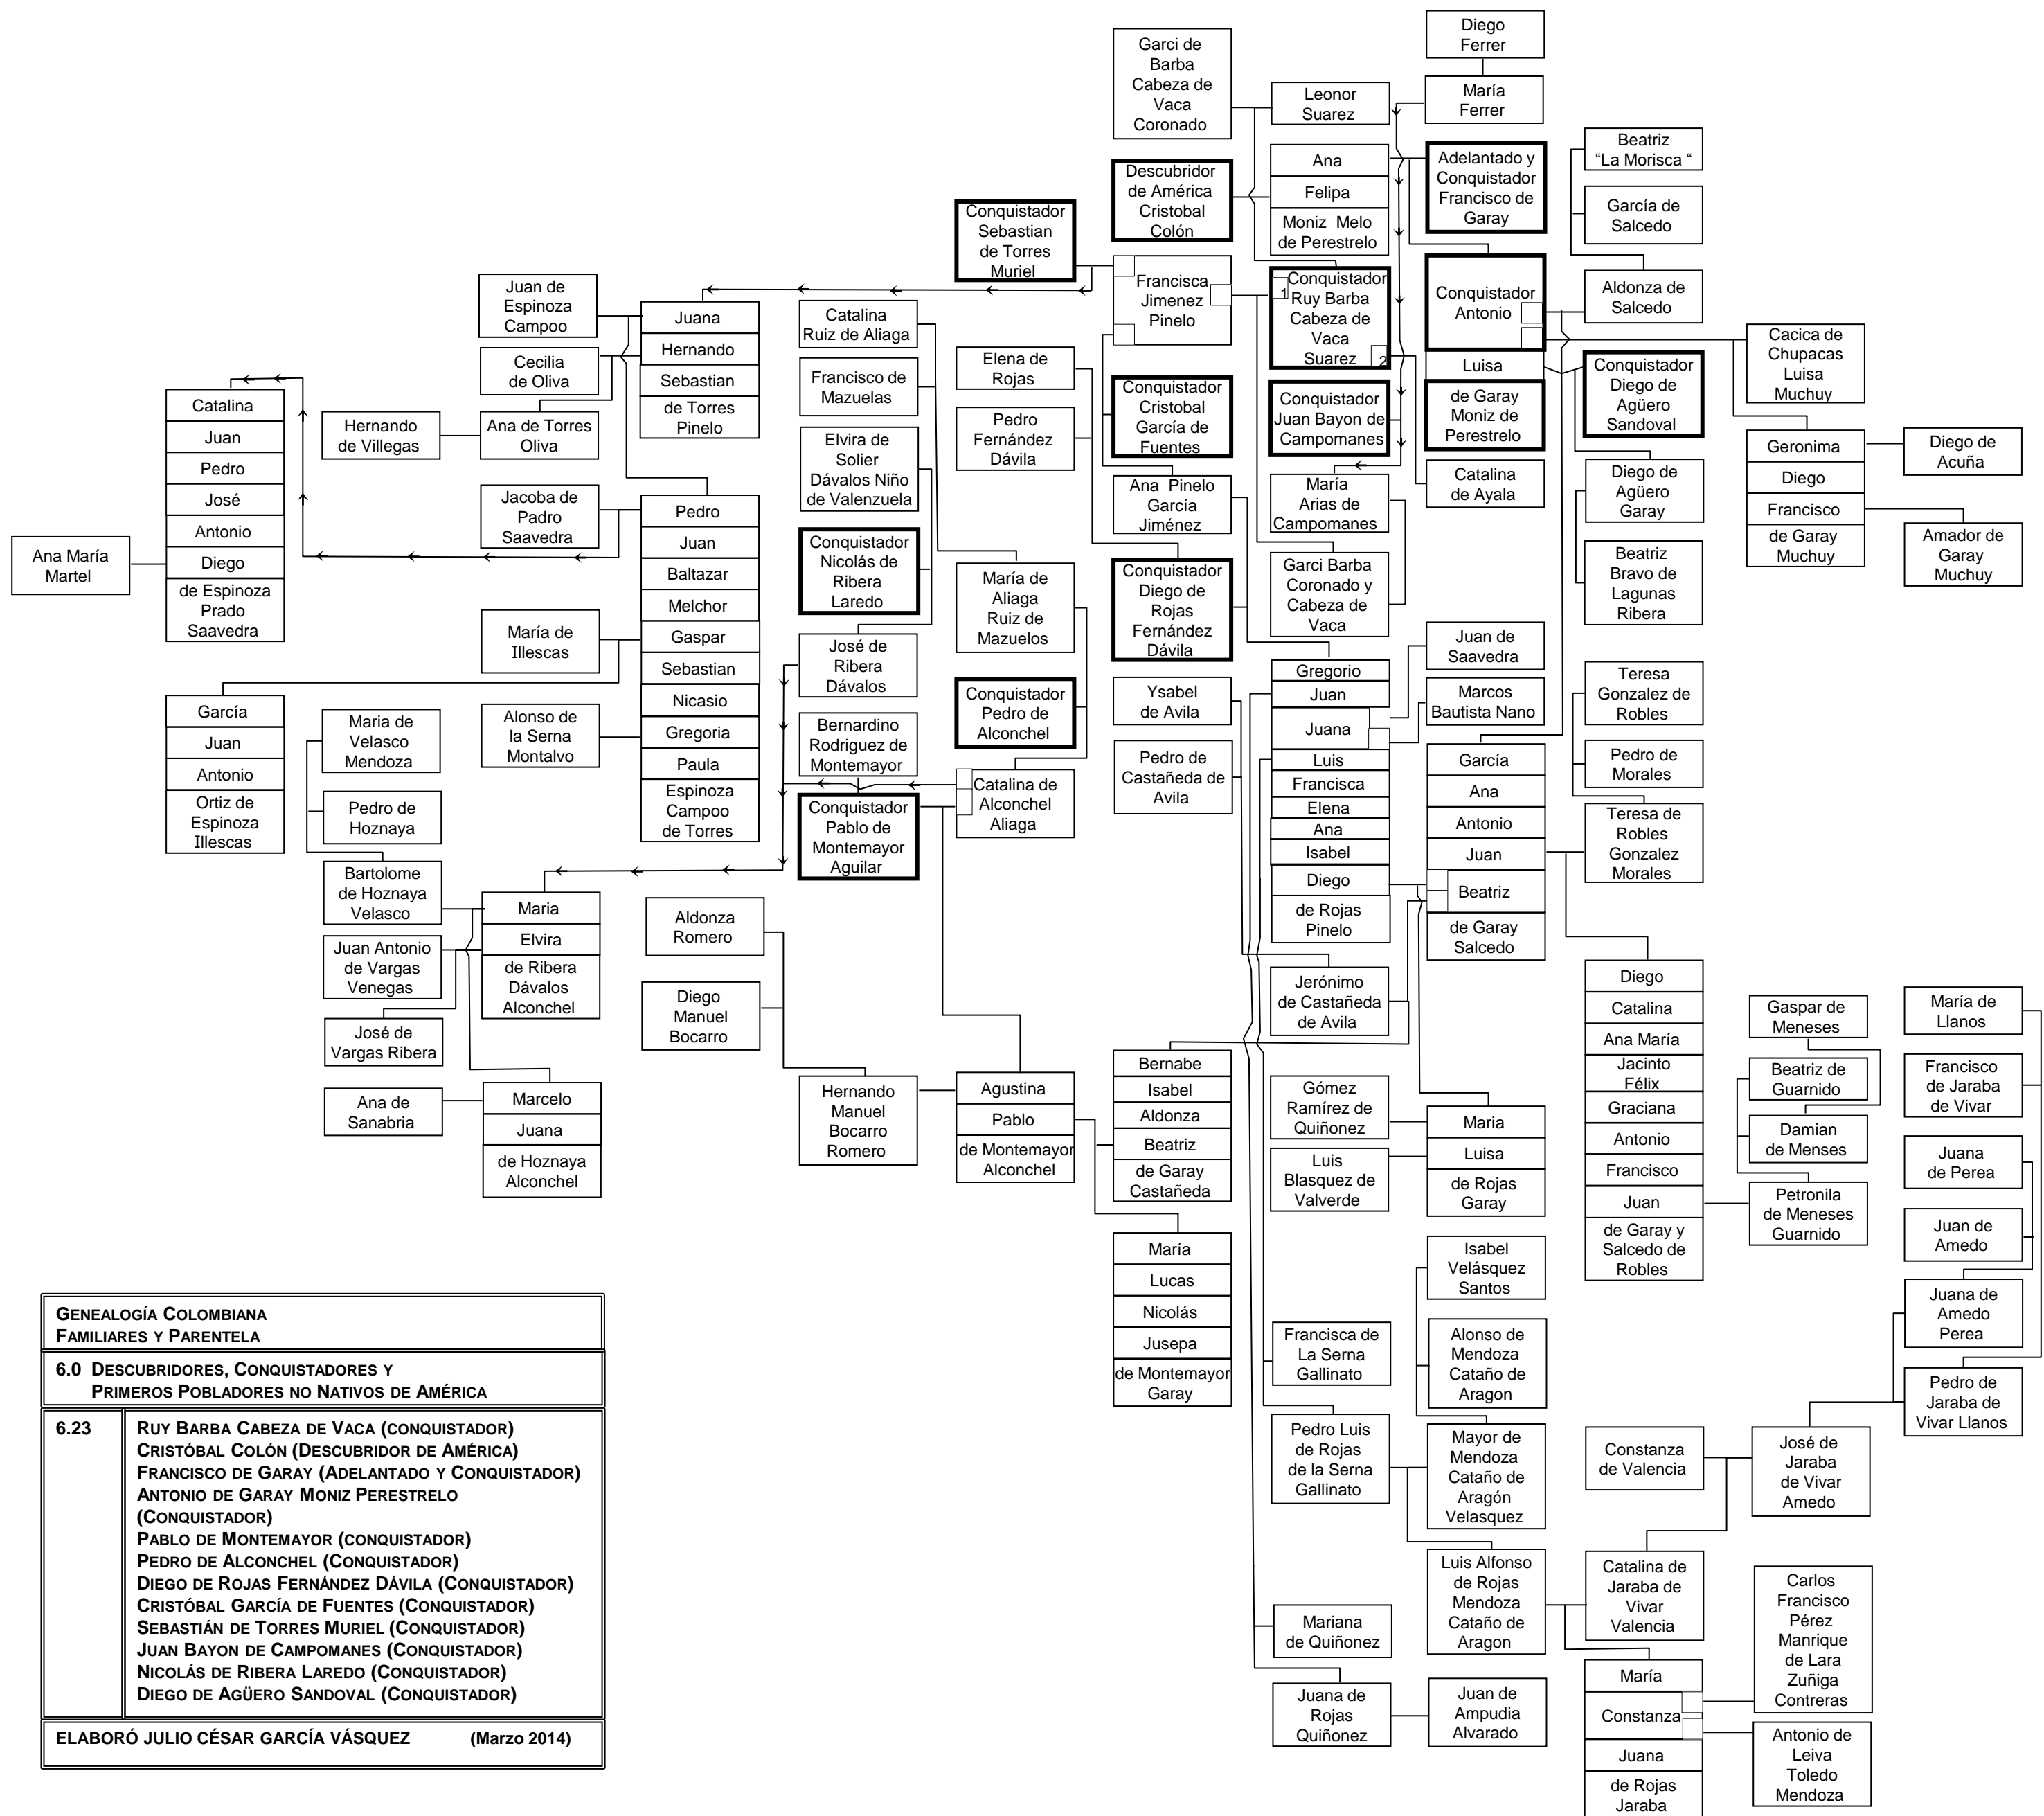 Diego
Ferrer
María
Ferrer
Garci de
Barba
Cabeza de
Vaca
Coronado
Leonor
Suarez
Beatriz
“La Morisca “
García de
Salcedo
Aldonza de
Salcedo
Descubridor
de América
Cristobal
Colón
Ana
Felipa
Moniz Melo
de Perestrelo
Adelantado y
Conquistador
Francisco de
Garay
Conquistador
Sebastian
de Torres
Muriel
Francisca
Jimenez
Pinelo
1
Conquistador
Ruy Barba
Cabeza de
Vaca
Suarez
2
Conquistador
Antonio
Luisa
de Garay
Moniz de
Perestrelo
Cacica de
Chupacas
Luisa
Muchuy
Conquistador
Diego de
Agüero
Sandoval
Juan de
Espinoza
Campoo
Juana
Hernando
Sebastian
de Torres
Pinelo
Cecilia
de Oliva
Hernando
de Villegas
Ana de Torres
Oliva
Catalina
Ruiz de Aliaga
Francisco de
Mazuelas
Elvira de
Solier
Dávalos Niño
de Valenzuela
Elena de
Rojas
Pedro
Fernández
Dávila
Conquistador
Cristobal
García de
Fuentes
Conquistador
Juan Bayon de
Campomanes
Catalina
de Ayala
Diego de
Agüero
Garay
Beatriz
Bravo de
Lagunas
Ribera
Geronima
Diego
Francisco
de Garay
Muchuy
Diego de
Acuña
Amador de
Garay
Muchuy
Catalina
Juan
Pedro
José
Antonio
Diego
de Espinoza
Prado
Saavedra
Ana María
Martel
Jacoba de
Padro
Saavedra
Pedro
Juan
Baltazar
Melchor
Gaspar
Sebastian
Nicasio
Gregoria
Paula
Espinoza
Campoo
de Torres
Conquistador
Nicolás de
Ribera
Laredo
María de
Aliaga
Ruiz de
Mazuelos
Ana Pinelo
García
Jiménez
Conquistador
Diego de
Rojas
Fernández
Dávila
María
Arias de
Campomanes
Garci Barba
Coronado y
Cabeza de
Vaca
María de
Illescas
García
Juan
Antonio
Ortiz de
Espinoza
Illescas
Maria de
Velasco
Mendoza
Pedro de
Hoznaya
Alonso de
la Serna
Montalvo
José de
Ribera
Dávalos
Bernardino
Rodriguez de
Montemayor
Conquistador
Pedro de
Alconchel
Conquistador
Pablo de
Montemayor
Aguilar
Catalina de
Alconchel
Aliaga
Ysabel
de Avila
Pedro de
Castañeda de
Avila
Gregorio
Juan
Juana
Luis
Francisca
Elena
Ana
Isabel
Diego
de Rojas
Pinelo
Juan de
Saavedra
Marcos
Bautista Nano
García
Ana
Antonio
Juan
Beatriz
de Garay
Salcedo
Teresa
Gonzalez de
Robles
Pedro de
Morales
Teresa de
Robles
Gonzalez
Morales
Bartolome
de Hoznaya
Velasco
Juan Antonio
de Vargas
Venegas
Maria
Elvira
de Ribera
Dávalos
Alconchel
José de
Vargas Ribera
Ana de
Sanabria
Marcelo
Juana
de Hoznaya
Alconchel
Aldonza
Romero
Diego
Manuel
Bocarro
Hernando
Manuel
Bocarro
Romero
Agustina
Pablo
de Montemayor
Alconchel
Jerónimo
de Castañeda
de Avila
Bernabe
Isabel
Aldonza
Beatriz
de Garay
Castañeda
Gómez
Ramírez de
Quiñonez
Luis
Blasquez de
Valverde
Maria
Luisa
de Rojas
Garay
Diego
Catalina
Ana María
Jacinto
Félix
Graciana
Antonio
Francisco
Juan
de Garay y
Salcedo de
Robles
Gaspar de
Meneses
Beatriz de
Guarnido
Damian
de Menses
Petronila
de Meneses
Guarnido
María de
Llanos
Francisco
de Jaraba
de Vivar
Juana
de Perea
Juan de
Amedo
Juana de
Amedo
Perea
Pedro de
Jaraba de
Vivar Llanos
María
Lucas
Nicolás
Jusepa
de Montemayor
Garay
Isabel
Velásquez
Santos
Francisca de
La Serna
Gallinato
Alonso de
Mendoza
Cataño de
Aragon
Pedro Luis
de Rojas
de la Serna
Gallinato
Mayor de
Mendoza
Cataño de
Aragón
Velasquez
Constanza
de Valencia
José de
Jaraba
de Vivar
Amedo
Luis Alfonso
de Rojas
Mendoza
Cataño de
Aragon
Catalina de
Jaraba de
Vivar
Valencia
Carlos
Francisco
Pérez
Manrique
de Lara
Zuñiga
Contreras
Mariana
de Quiñonez
Juana de
Rojas
Quiñonez
Juan de
Ampudia
Alvarado
María
Constanza
Juana
de Rojas
Jaraba
Antonio de
Leiva
Toledo
Mendoza
GENEALOGÍA COLOMBIANA
FAMILIARES Y PARENTELA
6.0 DESCUBRIDORES, CONQUISTADORES Y
PRIMEROS POBLADORES NO NATIVOS DE AMÉRICA
6.23
RUY BARBA CABEZA DE VACA (CONQUISTADOR)
CRISTÓBAL COLÓN (DESCUBRIDOR DE AMÉRICA)
FRANCISCO DE GARAY (ADELANTADO Y CONQUISTADOR)
ANTONIO DE GARAY MONIZ PERESTRELO
(CONQUISTADOR)
PABLO DE MONTEMAYOR (CONQUISTADOR)
PEDRO DE ALCONCHEL (CONQUISTADOR)
DIEGO DE ROJAS FERNÁNDEZ DÁVILA (CONQUISTADOR)
CRISTÓBAL GARCÍA DE FUENTES (CONQUISTADOR)
SEBASTIÁN DE TORRES MURIEL (CONQUISTADOR)
JUAN BAYON DE CAMPOMANES (CONQUISTADOR)
NICOLÁS DE RIBERA LAREDO (CONQUISTADOR)
DIEGO DE AGÜERO SANDOVAL (CONQUISTADOR)
ELABORÓ JULIO CÉSAR GARCÍA VÁSQUEZ (Marzo 2014)